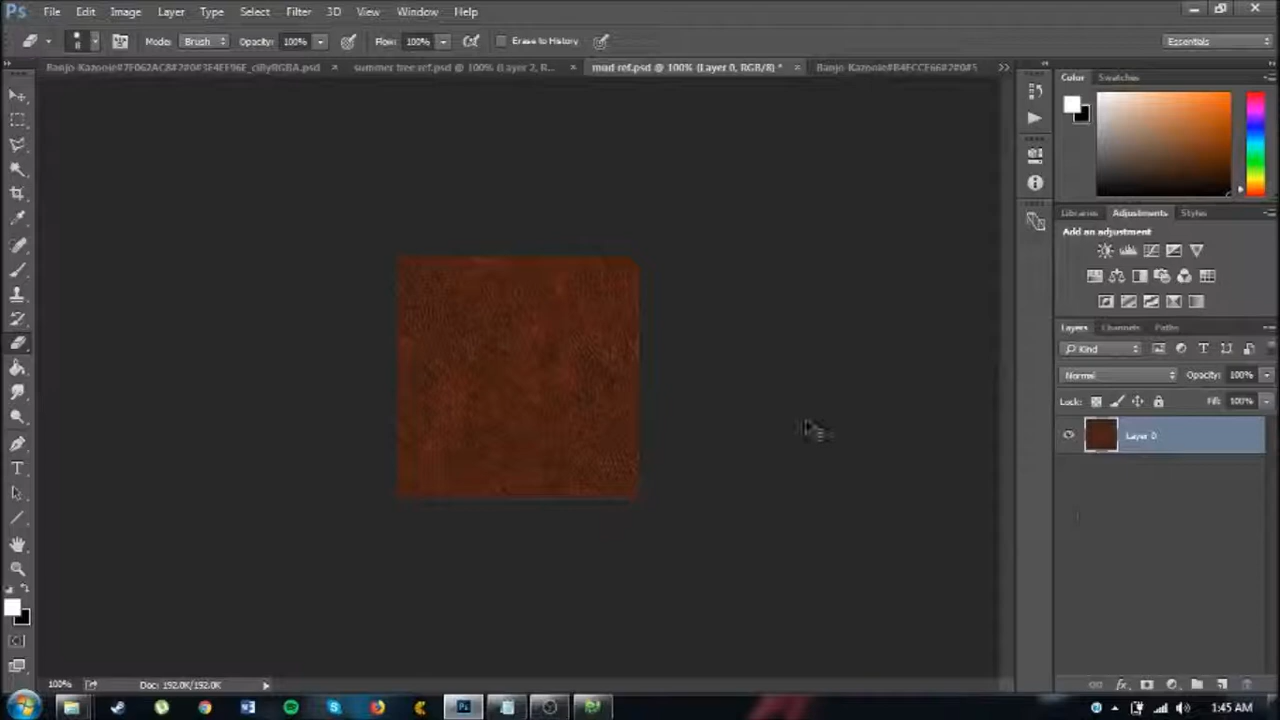 Ps File Edit Image Layer Type Select Filter 3D View Window Help
Mode: Brush Opacity: 100% Flow: 100% Erase to History Essentials
summer tree ref.psd @ 100% (Layer 2, R... × mud ref.psd @ 100% (Layer 0, RGB/8) * ×
Color Swatches
Libraries Adjustments Styles
Add an adjustment
Layers Channels Paths
Kind
Normal Opacity: 100%
Lock: Fill: 100%
Layer 0
100% Doc: 192.0K/192.0K
1:45 AM